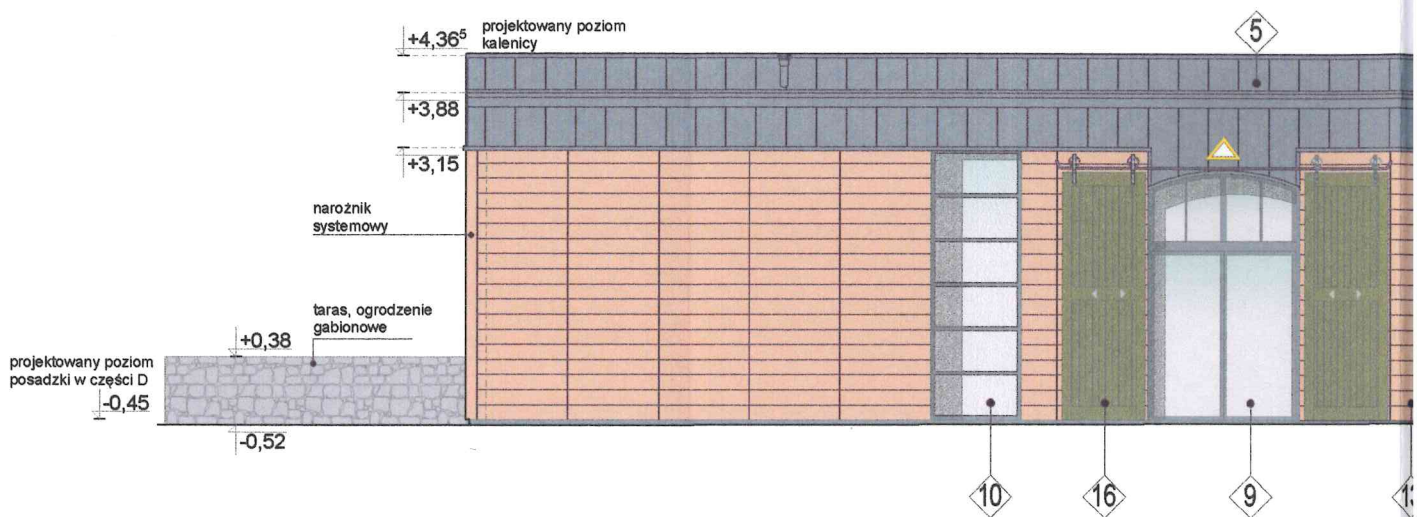 projektowany poziom
kalenicy
+4,36⁵
5
+3,88
+3,15
narożnik
systemowy
taras, ogrodzenie
gabionowe
+0,38
projektowany poziom
posadzki w części D
-0,45
-0,52
10
16
9